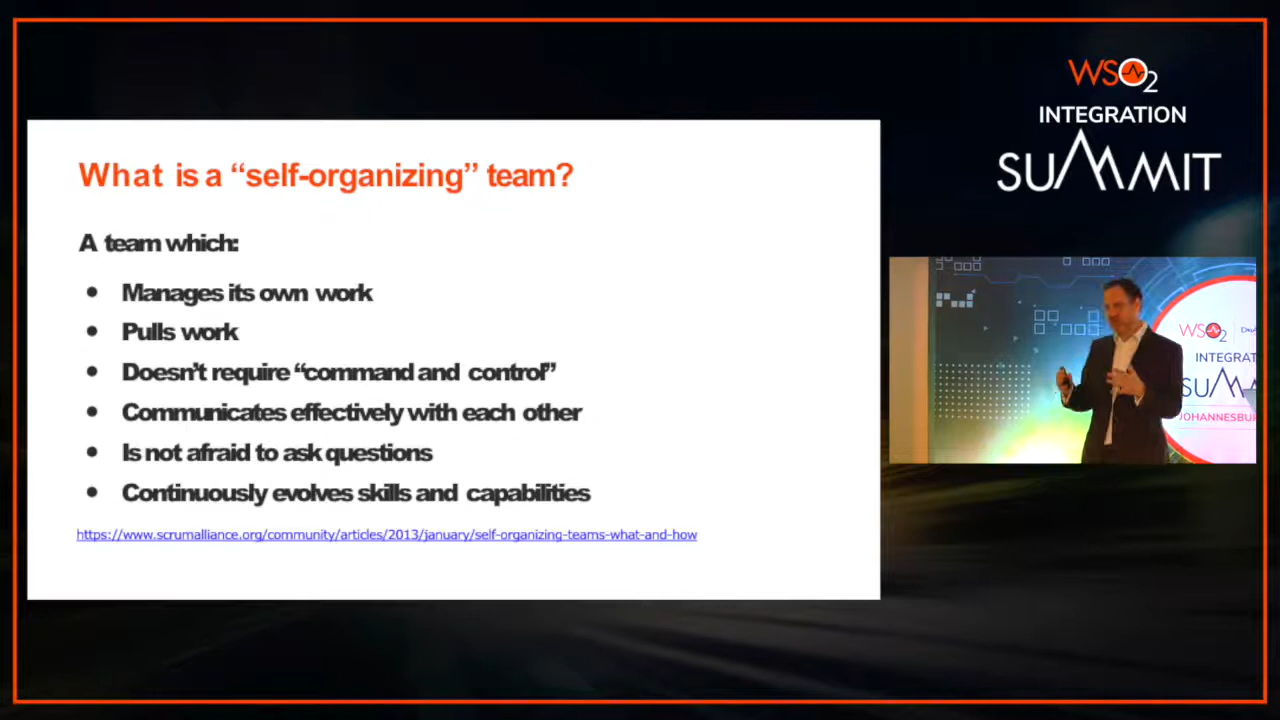 WSO2
INTEGRATION
SUMMIT
What is a “self-organizing” team?
A team which:
• Manages its own work
• Pulls work
• Doesn’t require “command and control”
• Communicates effectively with each other
• Is not afraid to ask questions
• Continuously evolves skills and capabilities
https://www.scrumalliance.org/community/articles/2013/january/self-organizing-teams-what-and-how
WSO2
INTEGRAT
SUM